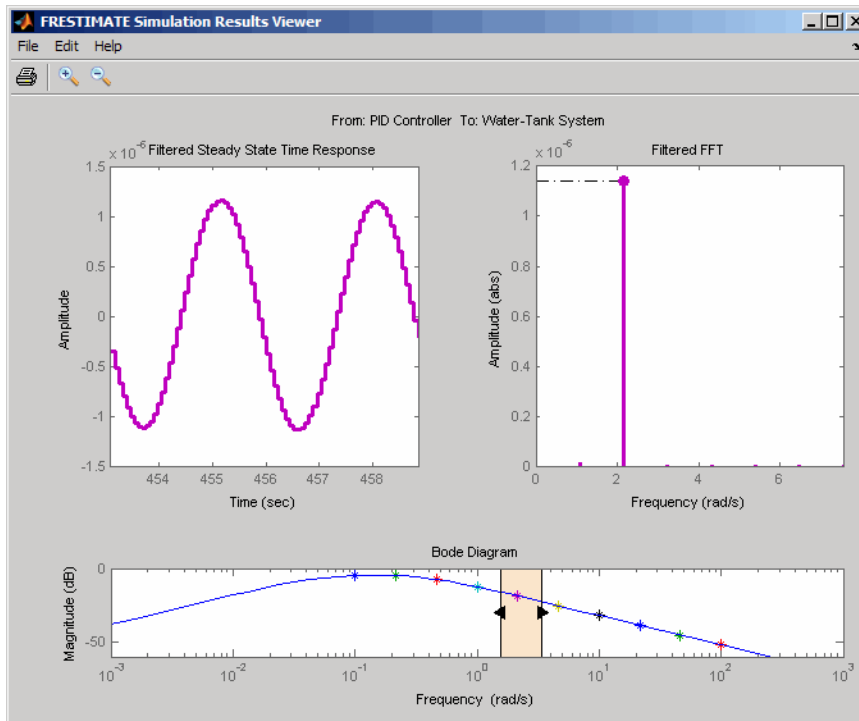 FRESTIMATE Simulation Results Viewer
File Edit Help
From: PID Controller To: Water-Tank System
x 10^-6 Filtered Steady State Time Response
1.5
1
0.5
0
-0.5
-1
-1.5
Amplitude
454 455 456 457 458
Time (sec)
x 10^-6 Filtered FFT
1.2
1
0.8
0.6
0.4
0.2
0
Amplitude (abs)
0 2 4 6
Frequency (rad/s)
Bode Diagram
0
-50
Magnitude (dB)
10^-3 10^-2 10^-1 10^0 10^1 10^2 10^3
Frequency (rad/s)